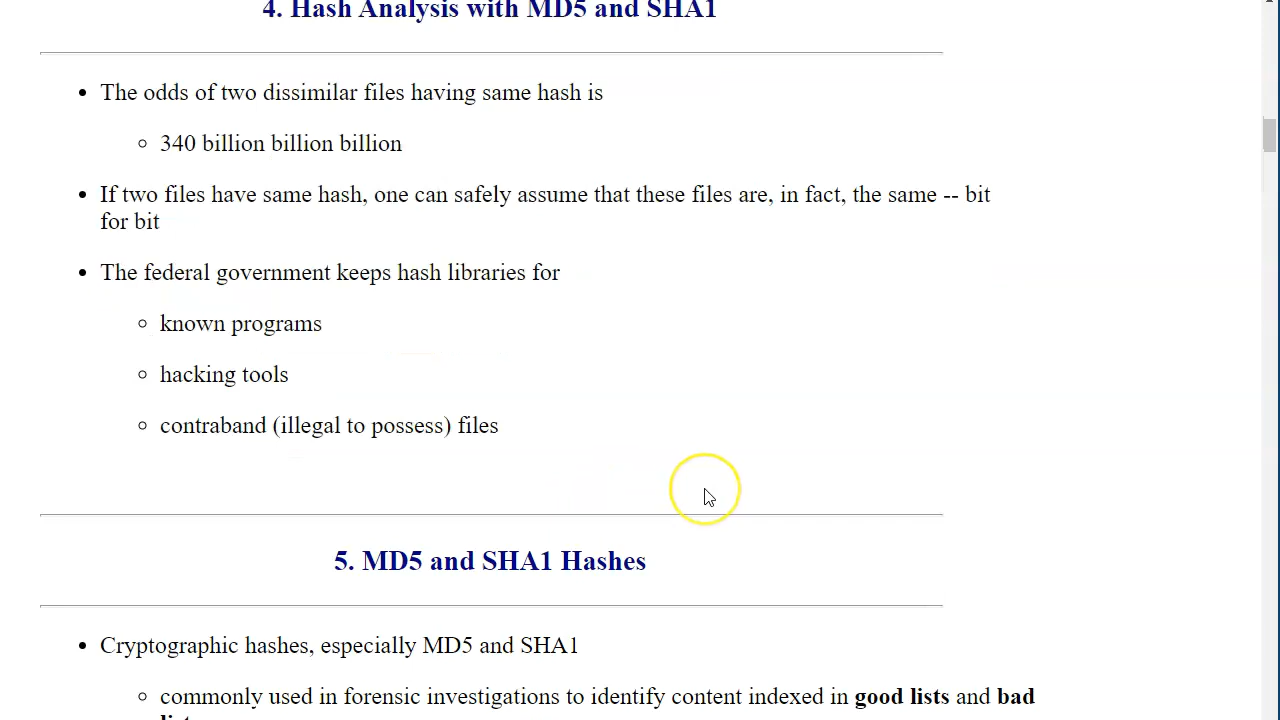 4. Hash Analysis with MD5 and SHA1
The odds of two dissimilar files having same hash is
340 billion billion billion
If two files have same hash, one can safely assume that these files are, in fact, the same -- bit
for bit
The federal government keeps hash libraries for
known programs
hacking tools
contraband (illegal to possess) files
5. MD5 and SHA1 Hashes
Cryptographic hashes, especially MD5 and SHA1
commonly used in forensic investigations to identify content indexed in good lists and bad